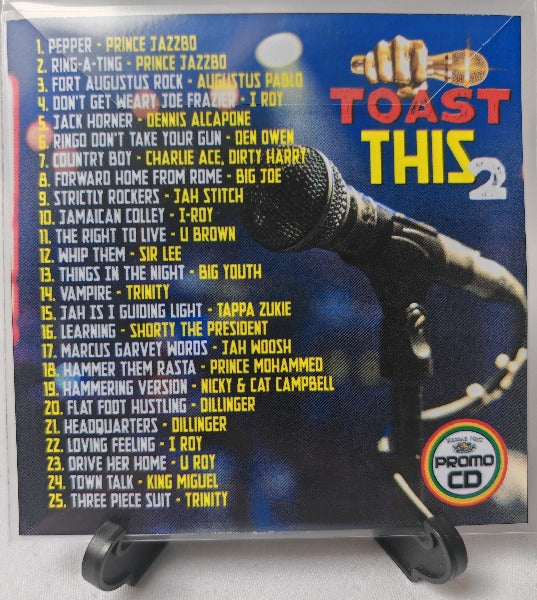 1. PEPPER - PRINCE JAZZBO
2. RING-A-TING - PRINCE JAZZBO
3. FORT AUGUSTUS ROCK - AUGUSTUS PABLO
4. DON'T GET WEARY JOE FRAZIER - I ROY
5. JACK HORNER - DENNIS ALCAPONE
6. RINGO DON'T TAKE YOUR GUN - DEN OWEN
7. COUNTRY BOY - CHARLIE ACE, DIRTY HARRY
8. FORWARD HOME FROM ROME - BIG JOE
9. STRICTLY ROCKERS - JAH STITCH
10. JAMAICAN COLLEY - I-ROY
11. THE RIGHT TO LIVE - U BROWN
12. WHIP THEM - SIR LEE
13. THINGS IN THE NIGHT - BIG YOUTH
14. VAMPIRE - TRINITY
15. JAH IS I GUIDING LIGHT - TAPPA ZUKIE
16. LEARNING - SHORTY THE PRESIDENT
17. MARCUS GARVEY WORDS - JAH WOOSH
18. HAMMER THEM RASTA - PRINCE MOHAMMED
19. HAMMERING VERSION - NICKY & CAT CAMPBELL
20. FLAT FOOT HUSTLING - DILLINGER
21. HEADQUARTERS - DILLINGER
22. LOVING FEELING - I ROY
23. DRIVE HER HOME - U ROY
24. TOWN TALK - KING MIGUEL
25. THREE PIECE SUIT - TRINITY
TOAST
THIS
2
PROMO
CD